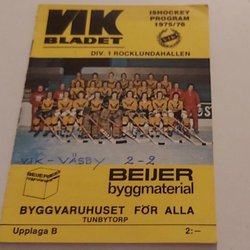 VIK
BLADET
ISHOCKEY
PROGRAM
1975/76
VIK
DIV. 1 ROCKLUNDAHALLEN
VIK - VÄSBY 2-2
BEIJER
byggmaterial
BYGGVARUHUSET FÖR ALLA
TUNBYTORP
Upplaga B 2:-